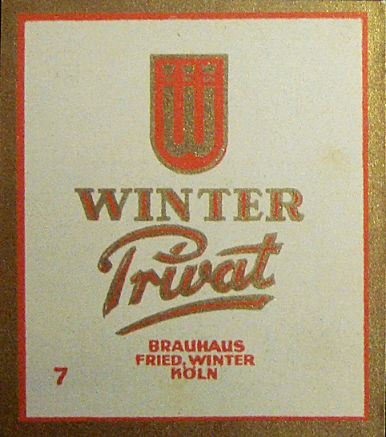 W
WINTER
Privat
BRAUHAUS
FRIED. WINTER
KÖLN
7